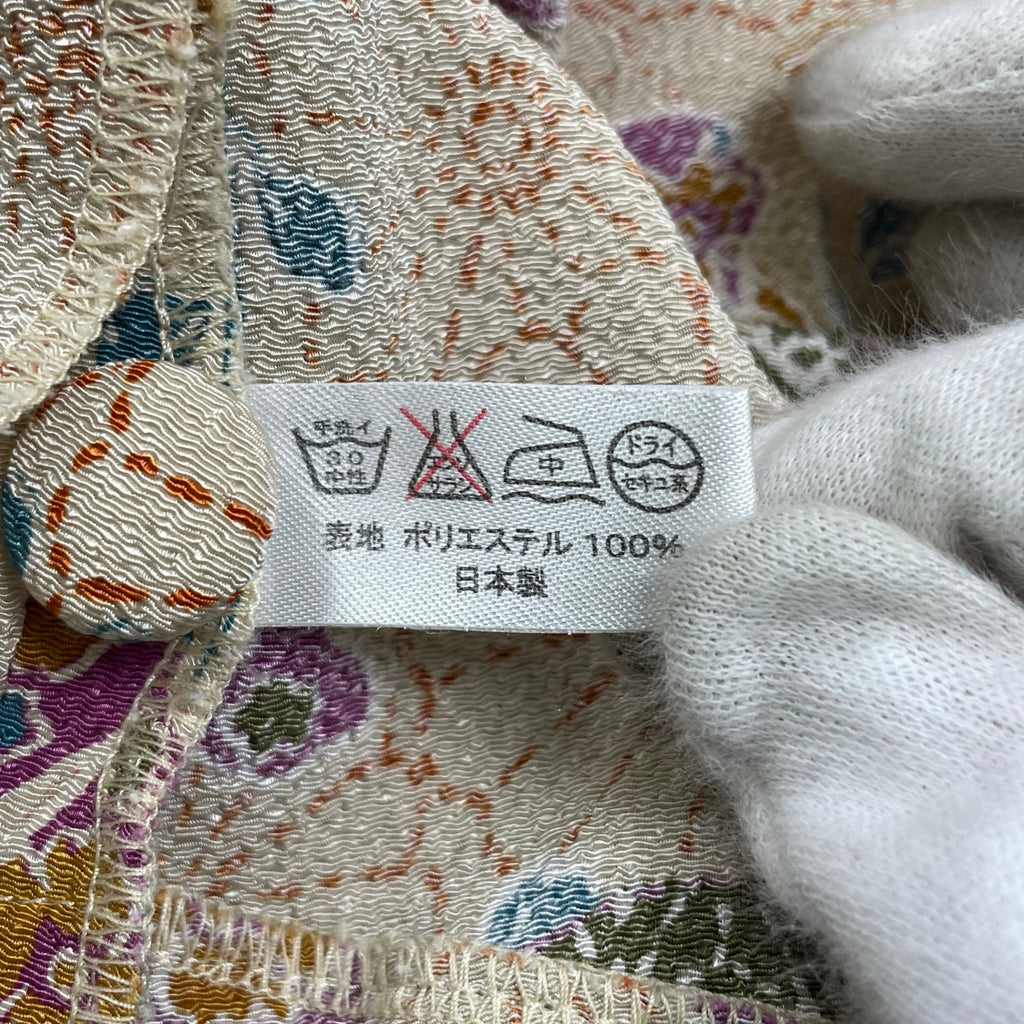 手洗イ
30
中性
エンソ
サラシ
中
ドライ
セキユ系
表地 ポリエステル 100%
日本製